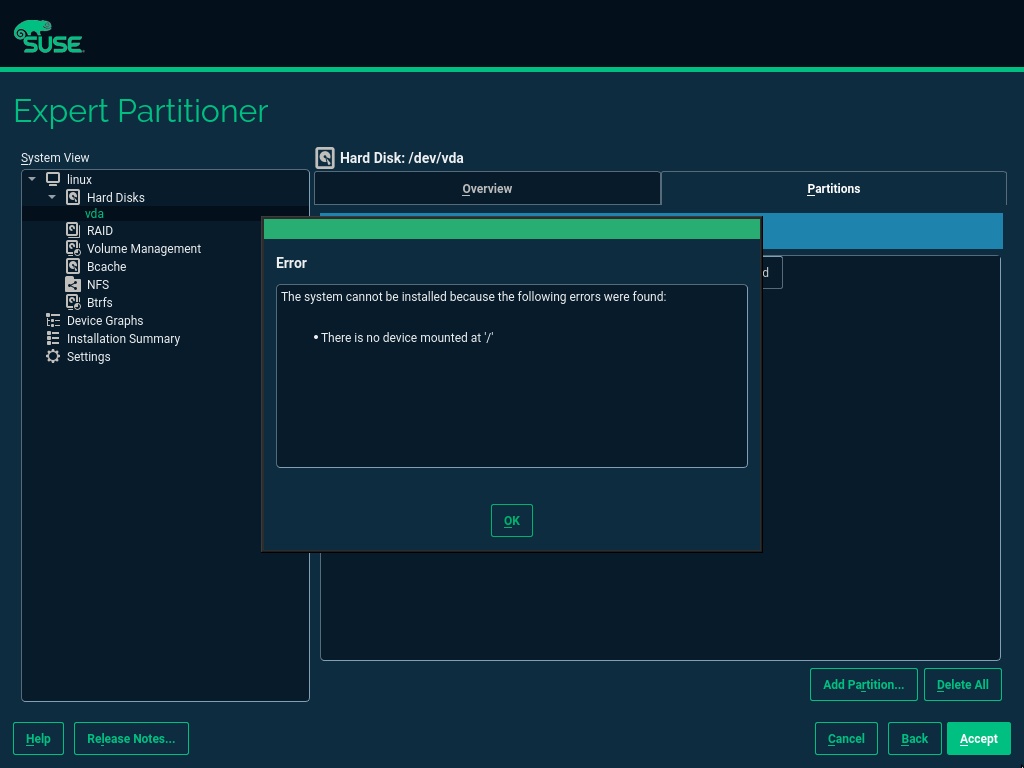 SUSE
Expert Partitioner
System View
linux
Hard Disks
vda
RAID
Volume Management
Bcache
NFS
Btrfs
Device Graphs
Installation Summary
Settings
Hard Disk: /dev/vda
Overview
Partitions
d
Error
The system cannot be installed because the following errors were found:
• There is no device mounted at '/'
OK
Add Partition...
Delete All
Help
Release Notes...
Cancel
Back
Accept